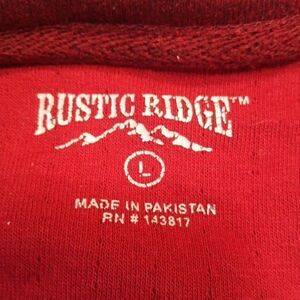 RUSTIC RIDGE™
L
MADE IN PAKISTAN
RN # 143817